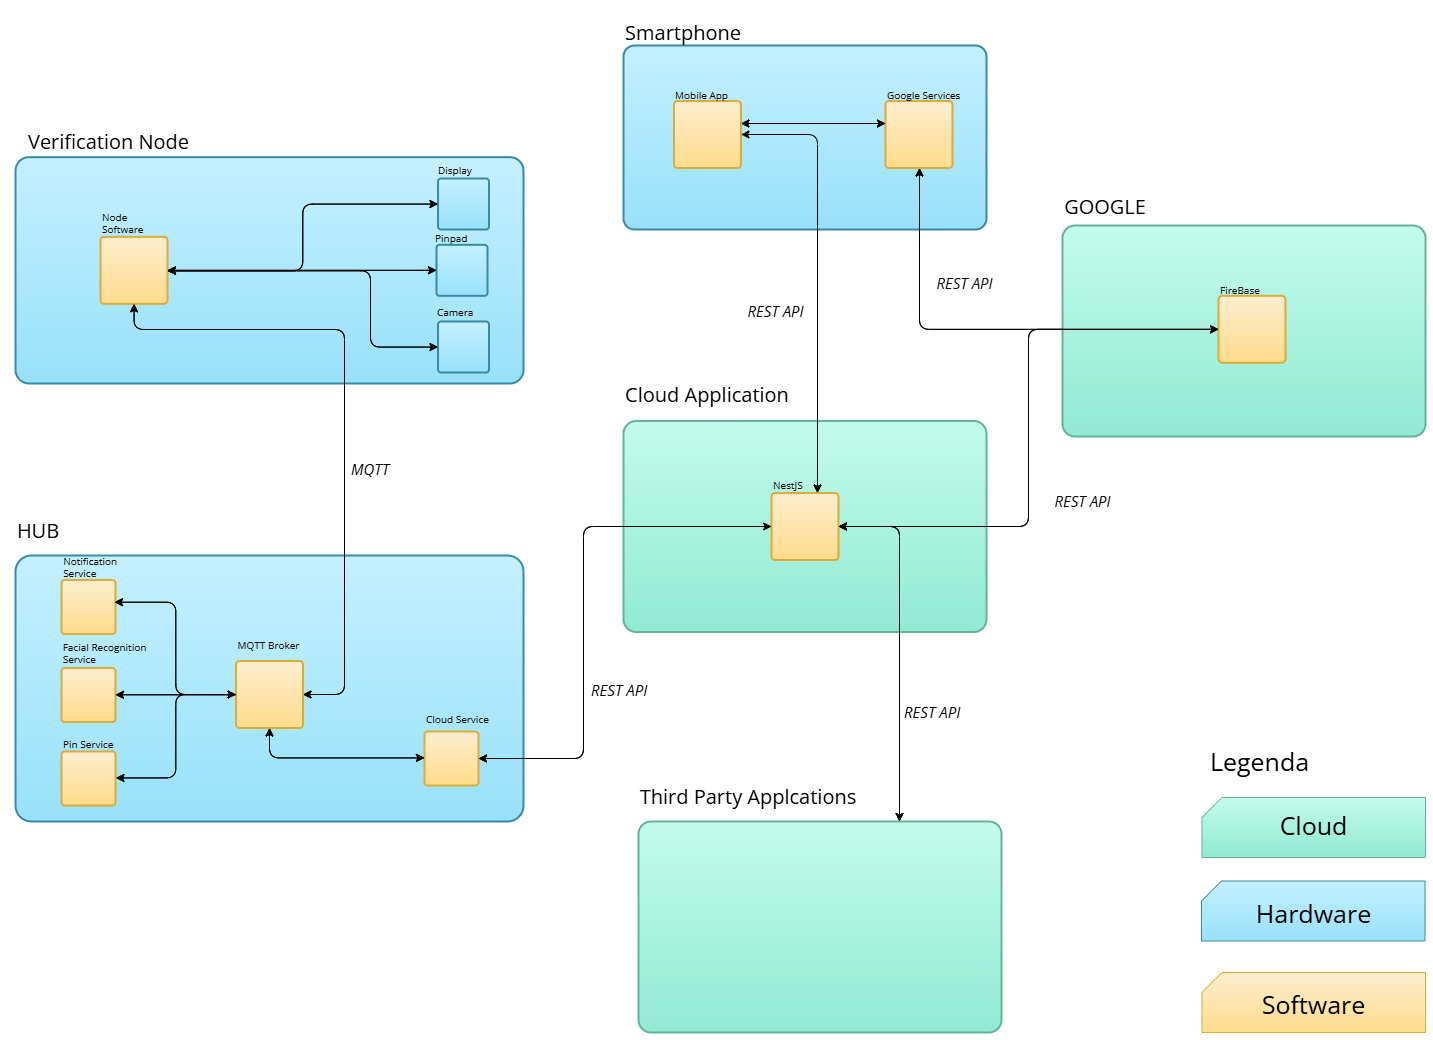 Smartphone
Mobile App
Google Services
Verification Node
Display
Node
Software
Pinpad
Camera
GOOGLE
FireBase
REST API
REST API
Cloud Application
NestJS
MQTT
REST API
HUB
Notification
Service
Facial Recognition
Service
MQTT Broker
Pin Service
Cloud Service
REST API
REST API
Third Party Applcations
Legenda
Cloud
Hardware
Software